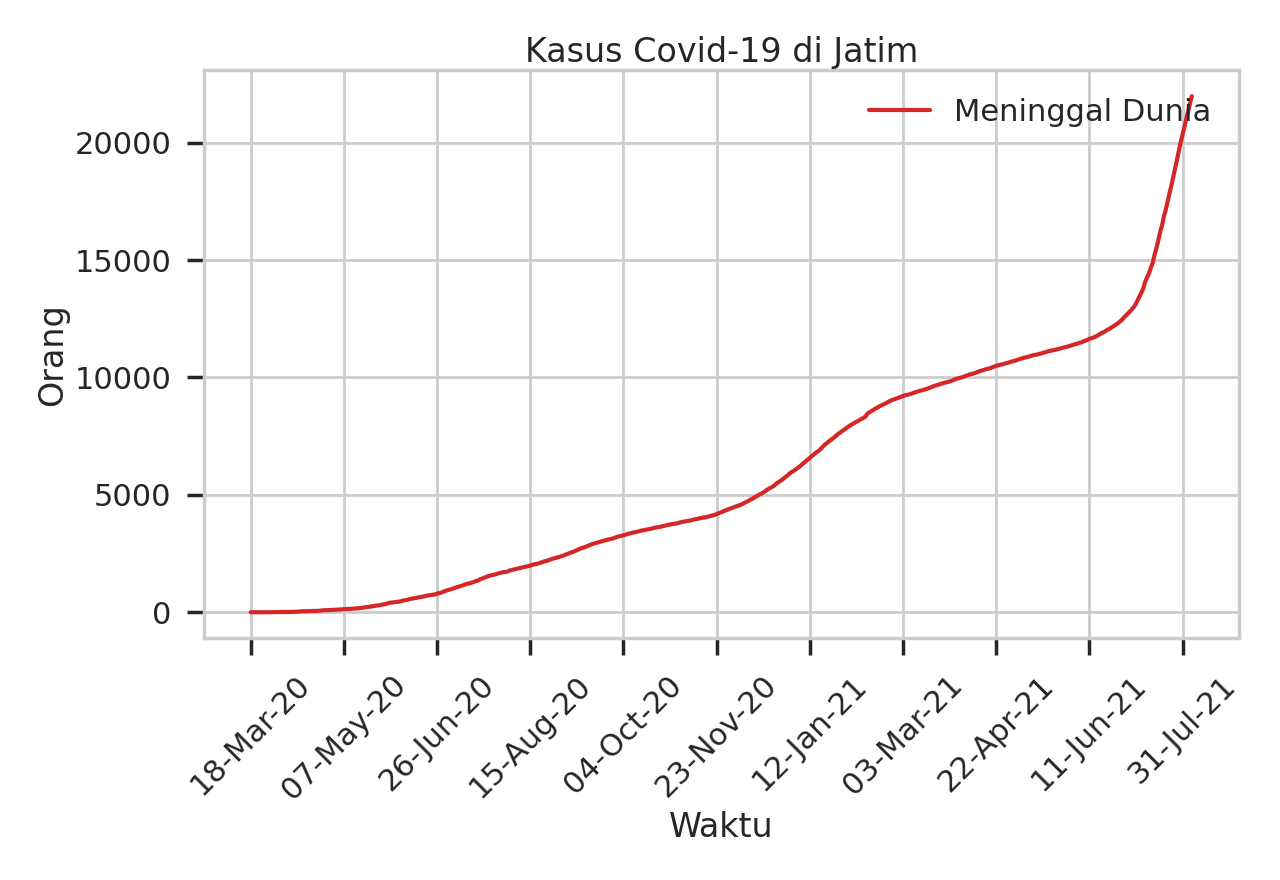 Kasus Covid-19 di Jatim
Meninggal Dunia
Orang
20000
15000
10000
5000
0
18-Mar-20
07-May-20
26-Jun-20
15-Aug-20
04-Oct-20
23-Nov-20
12-Jan-21
03-Mar-21
22-Apr-21
11-Jun-21
31-Jul-21
Waktu